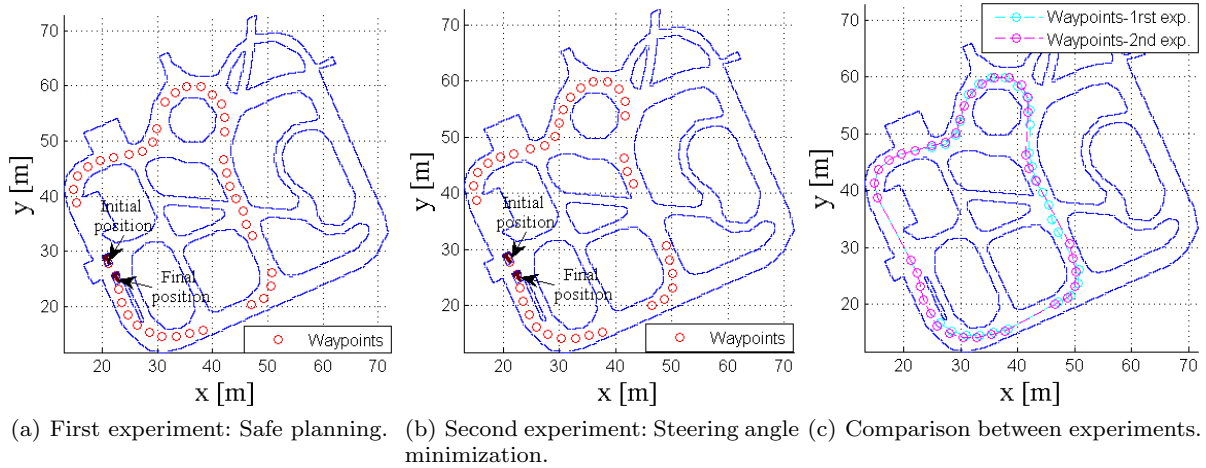 70
60
50
40
30
20
y [m]
Initial
position
Final
position
Waypoints
20
30
40
50
60
70
x [m]
(a) First experiment: Safe planning.
70
60
50
40
30
20
y [m]
Initial
position
Final
position
Waypoints
20
30
40
50
60
70
x [m]
(b) Second experiment: Steering angle
minimization.
Waypoints-1rst exp.
Waypoints-2nd exp.
70
60
50
40
30
20
y [m]
20
30
40
50
60
70
x [m]
(c) Comparison between experiments.